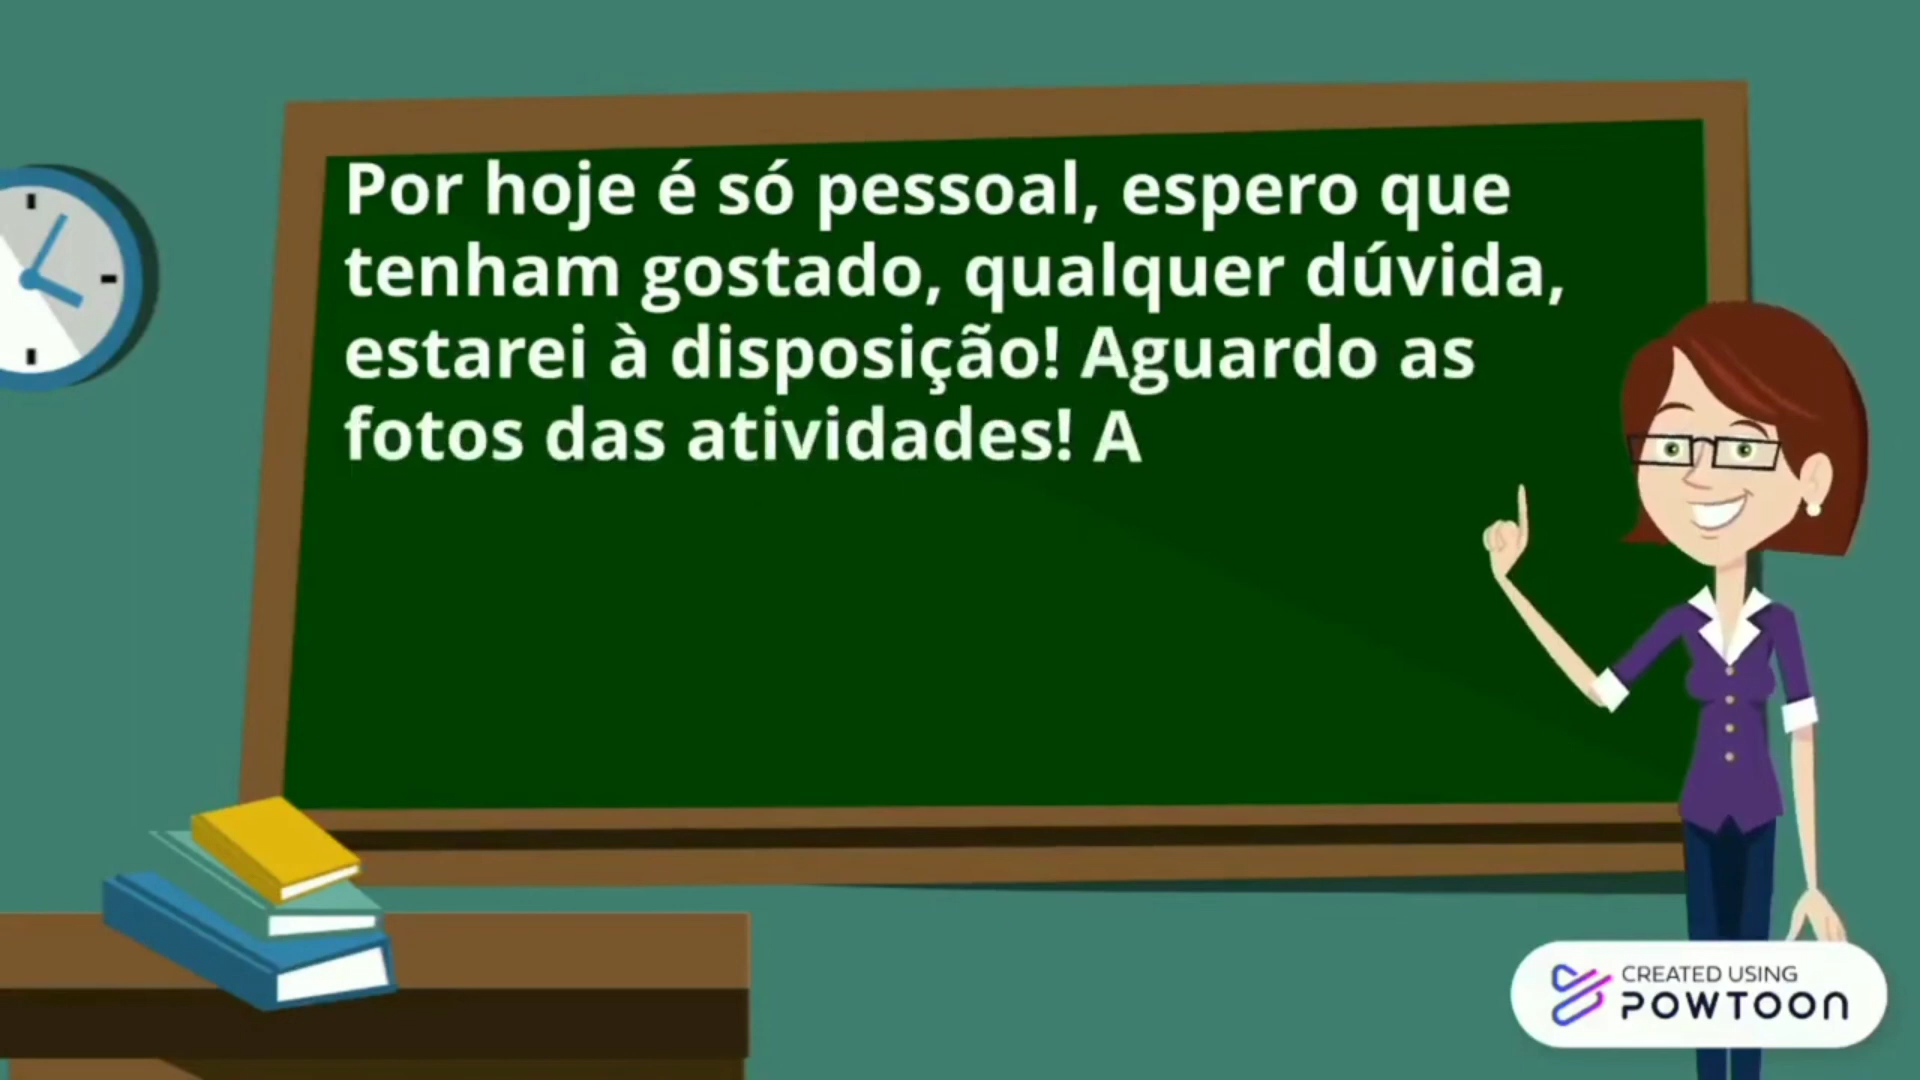 Por hoje é só pessoal, espero que
tenham gostado, qualquer dúvida,
estarei à disposição! Aguardo as
fotos das atividades! A
CREATED USING
POWTOON